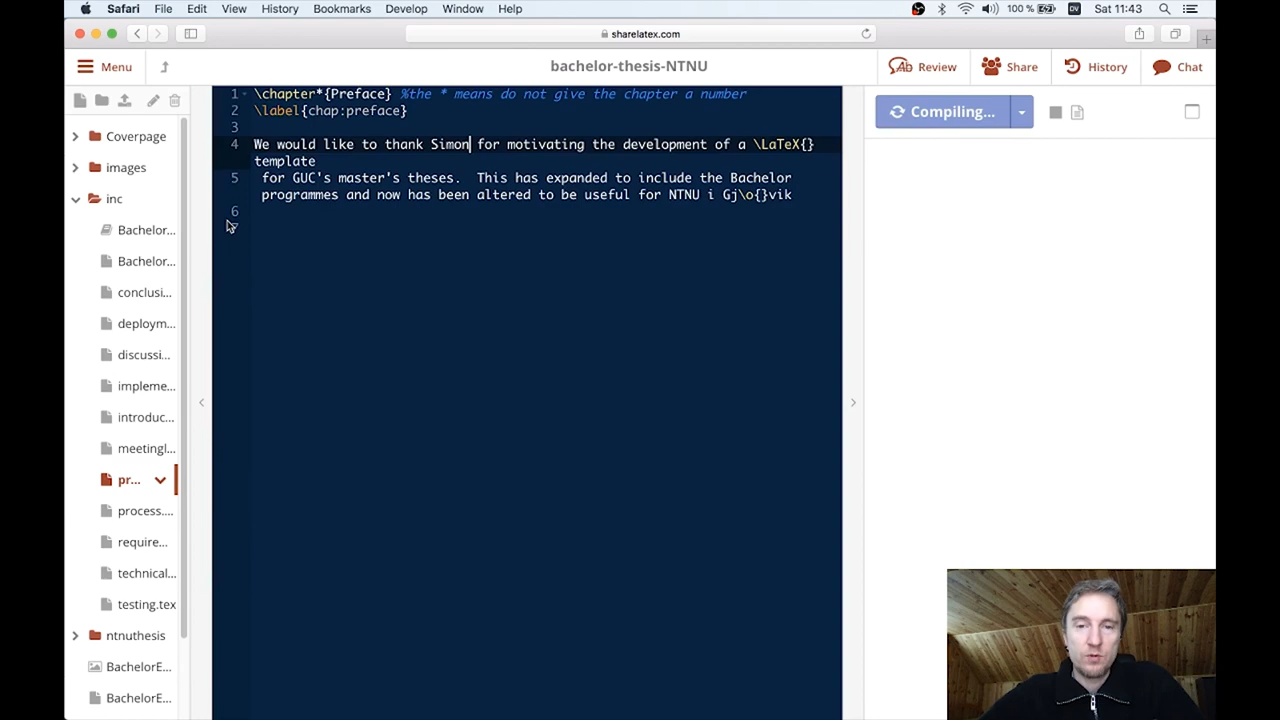 Safari File Edit View History Bookmarks Develop Window Help 100 % DV Sat 11:43
sharelatex.com
Menu bachelor-thesis-NTNU Review Share History Chat
Coverpage
images
inc
Bachelor...
Bachelor...
conclusi...
deploym...
discussi...
impleme...
introduc...
meetingl...
pr...
process....
require...
technical...
testing.tex
ntnuthesis
BachelorE...
BachelorE...
1 \chapter*{Preface} %the * means do not give the chapter a number
2 \label{chap:preface}
3
4 We would like to thank Simon for motivating the development of a \LaTeX{}
template
5 for GUC's master's theses.  This has expanded to include the Bachelor
programmes and now has been altered to be useful for NTNU i Gj\o{}vik
6
7
Compiling...